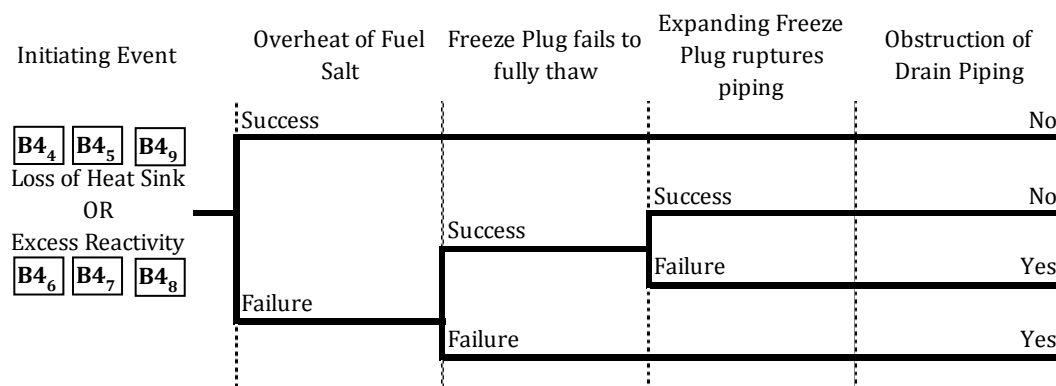 Initiating Event
Overheat of Fuel
Salt
Freeze Plug fails to
fully thaw
Expanding Freeze
Plug ruptures
piping
Obstruction of
Drain Piping
B4₄ B4₅ B4₉
Loss of Heat Sink
OR
Excess Reactivity
B4₆ B4₇ B4₈
Success
No
Success
No
Success
Failure
Yes
Failure
Failure
Yes